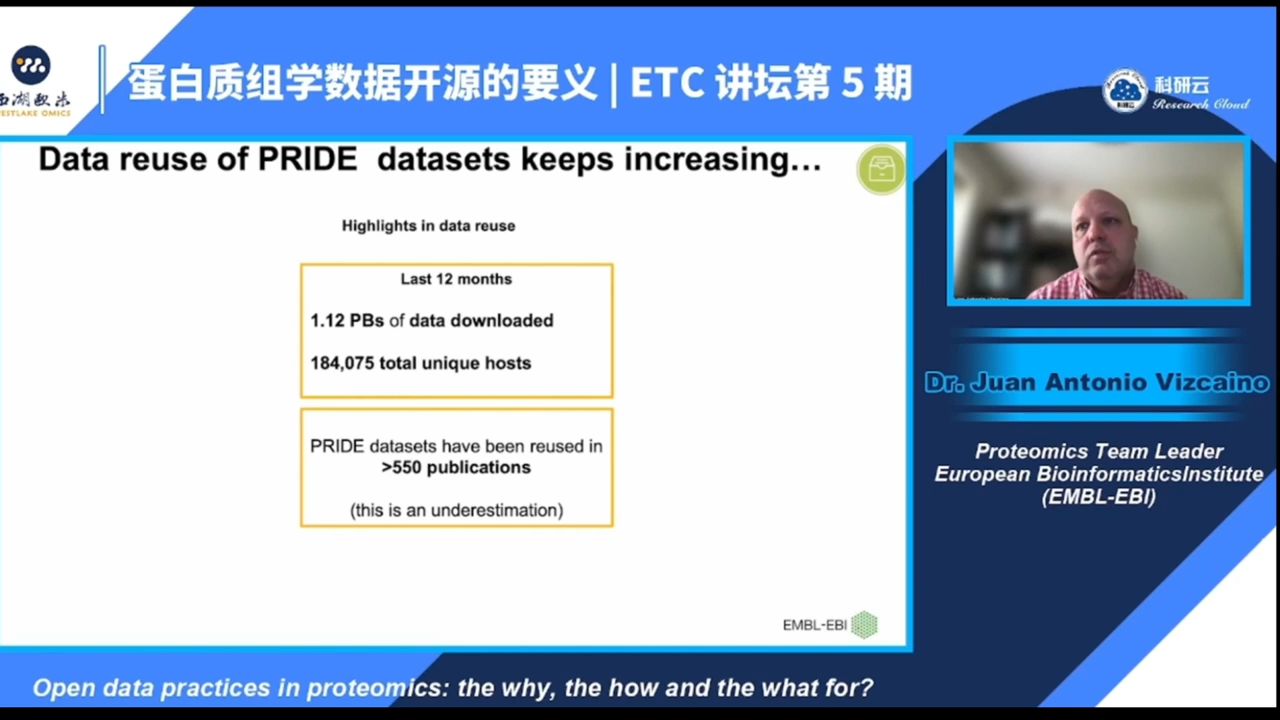 西湖欧米
WESTLAKE OMICS
蛋白质组学数据开源的要义 | ETC 讲坛第 5 期
科研云
Research Cloud
Data reuse of PRIDE datasets keeps increasing…
Highlights in data reuse
Last 12 months
1.12 PBs of data downloaded
184,075 total unique hosts
PRIDE datasets have been reused in
>550 publications
(this is an underestimation)
EMBL-EBI
Dr. Juan Antonio Vizcaino
Proteomics Team Leader
European BioinformaticsInstitute
(EMBL-EBI)
Open data practices in proteomics: the why, the how and the what for?